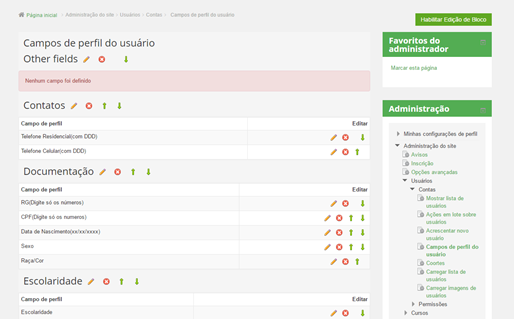 Página inicial › Administração do site › Usuários › Contas › Campos de perfil do usuário
Habilitar Edição de Bloco
Campos de perfil do usuário
Other fields
Nenhum campo foi definido
Contatos
Campo de perfil Editar
Telefone Residencial(com DDD)
Telefone Celular(com DDD)
Documentação
Campo de perfil Editar
RG(Digite só os números)
CPF(Digite só os numeros)
Data de Nascimento(xx/xx/xxxx)
Sexo
Raça/Cor
Escolaridade
Campo de perfil Editar
Escolaridade
Favoritos do
administrador
Marcar esta página
Administração
Minhas configurações de perfil
Administração do site
Avisos
Inscrição
Opções avançadas
Usuários
Contas
Mostrar lista de
usuários
Ações em lote sobre
usuários
Acrescentar novo
usuário
Campos de perfil do
usuário
Coortes
Carregar lista de
usuários
Carregar imagens de
usuários
Permissões
Cursos